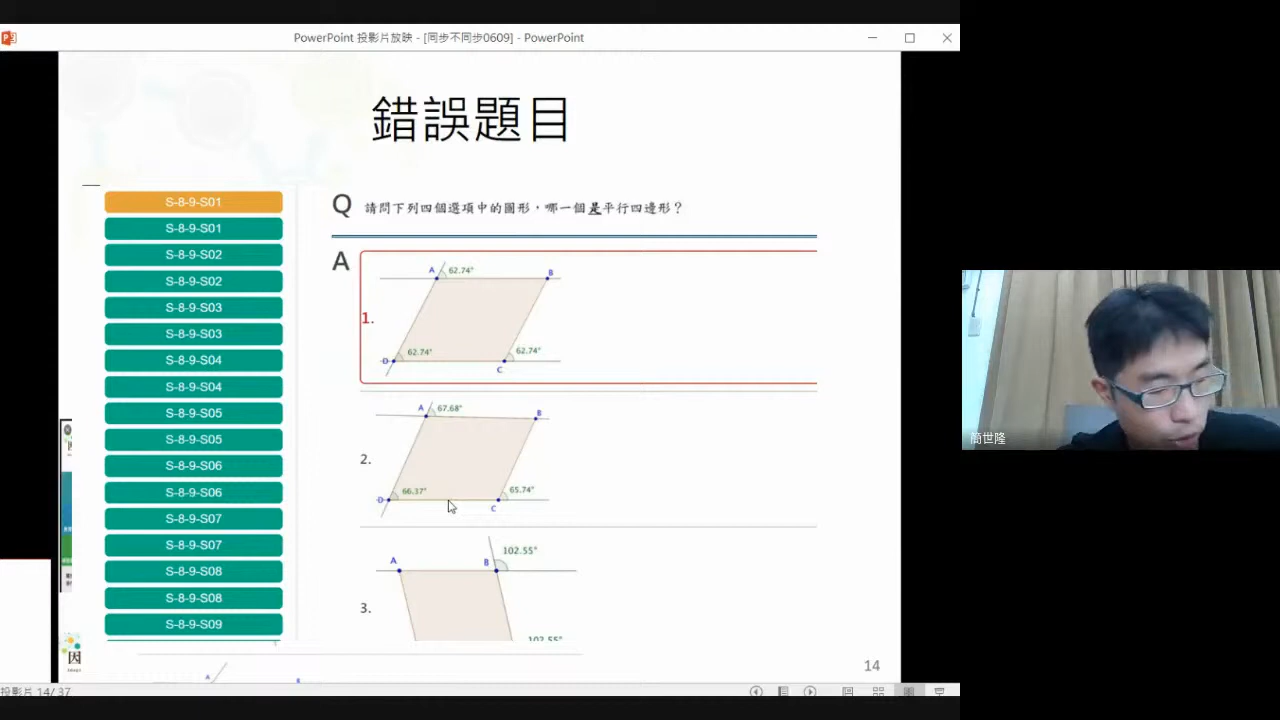 PowerPoint 投影片放映 - [同步不同步0609] - PowerPoint
錯誤題目
S-8-9-S01
S-8-9-S01
S-8-9-S02
S-8-9-S02
S-8-9-S03
S-8-9-S03
S-8-9-S04
S-8-9-S04
S-8-9-S05
S-8-9-S05
S-8-9-S06
S-8-9-S06
S-8-9-S07
S-8-9-S07
S-8-9-S08
S-8-9-S08
S-8-9-S09
Q 請問下列四個選項中的圖形，哪一個是平行四邊形？
A
1.
A 62.74° B
D 62.74° C 62.74°
2.
A 67.68° B
D 66.37° C 65.74°
3.
A B 102.55°
102.55°
A B
因
14
投影片 14/ 37
簡世隆